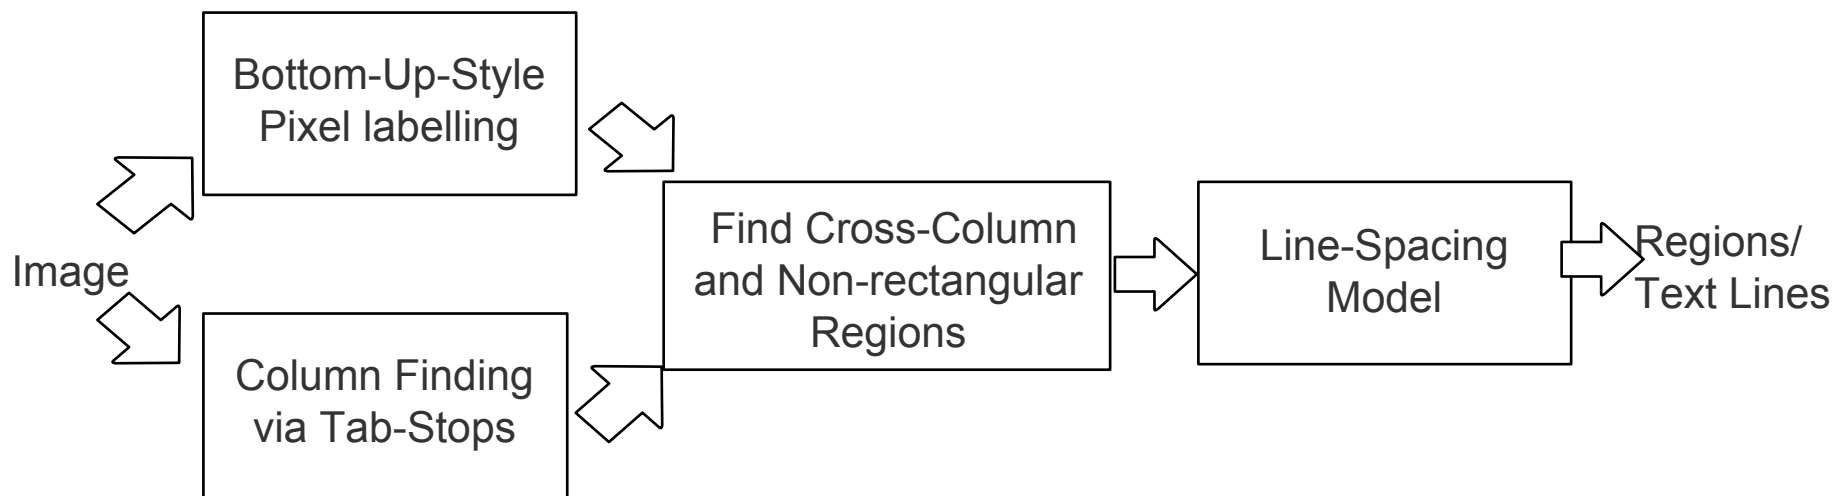 Image
Bottom-Up-Style
Pixel labelling
Column Finding
via Tab-Stops
Find Cross-Column
and Non-rectangular
Regions
Line-Spacing
Model
Regions/
Text Lines